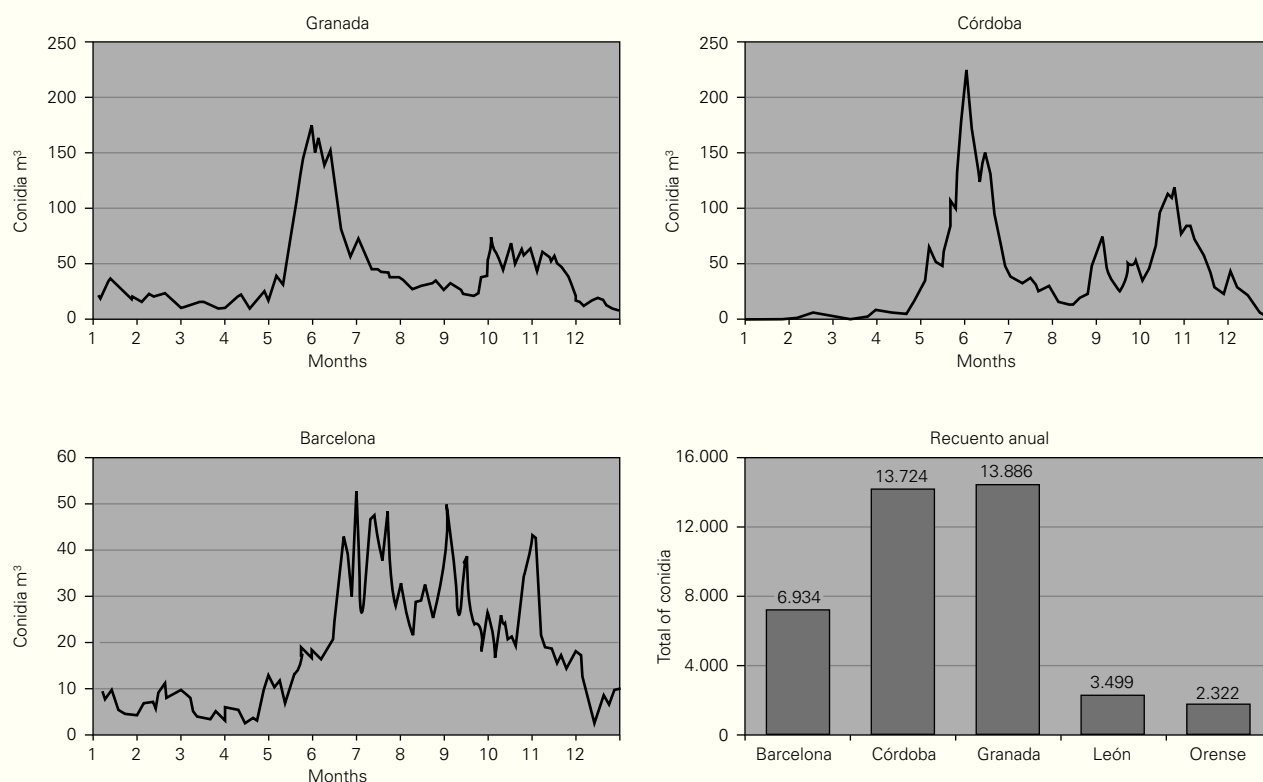 Granada
250
200
150
100
50
0
Conidia m³
1 2 3 4 5 6 7 8 9 10 11 12
Months
Córdoba
250
200
150
100
50
0
Conidia m³
1 2 3 4 5 6 7 8 9 10 11 12
Months
Barcelona
60
50
40
30
20
10
0
Conidia m³
1 2 3 4 5 6 7 8 9 10 11 12
Months
Recuento anual
16.000
12.000
8.000
4.000
0
Total of conidia
6.934
13.724
13.886
3.499
2.322
Barcelona Córdoba Granada León Orense